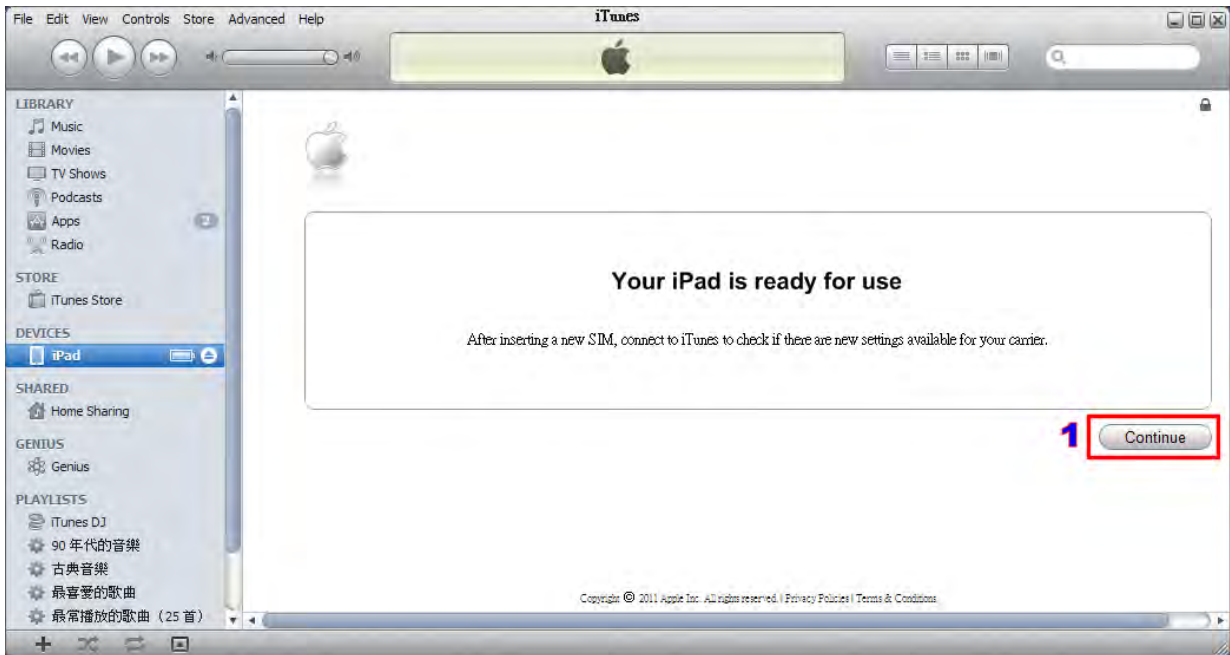 File Edit View Controls Store Advanced Help
iTunes
LIBRARY
Music
Movies
TV Shows
Podcasts
Apps
Radio
STORE
iTunes Store
DEVICES
iPad
SHARED
Home Sharing
GENIUS
Genius
PLAYLISTS
iTunes DJ
90 年代的音樂
古典音樂
最喜愛的歌曲
最常播放的歌曲（25 首）
Your iPad is ready for use
After inserting a new SIM, connect to iTunes to check if there are new settings available for your carrier.
1 Continue
Copyright © 2011 Apple Inc. All rights reserved. | Privacy Policies | Terms & Conditions